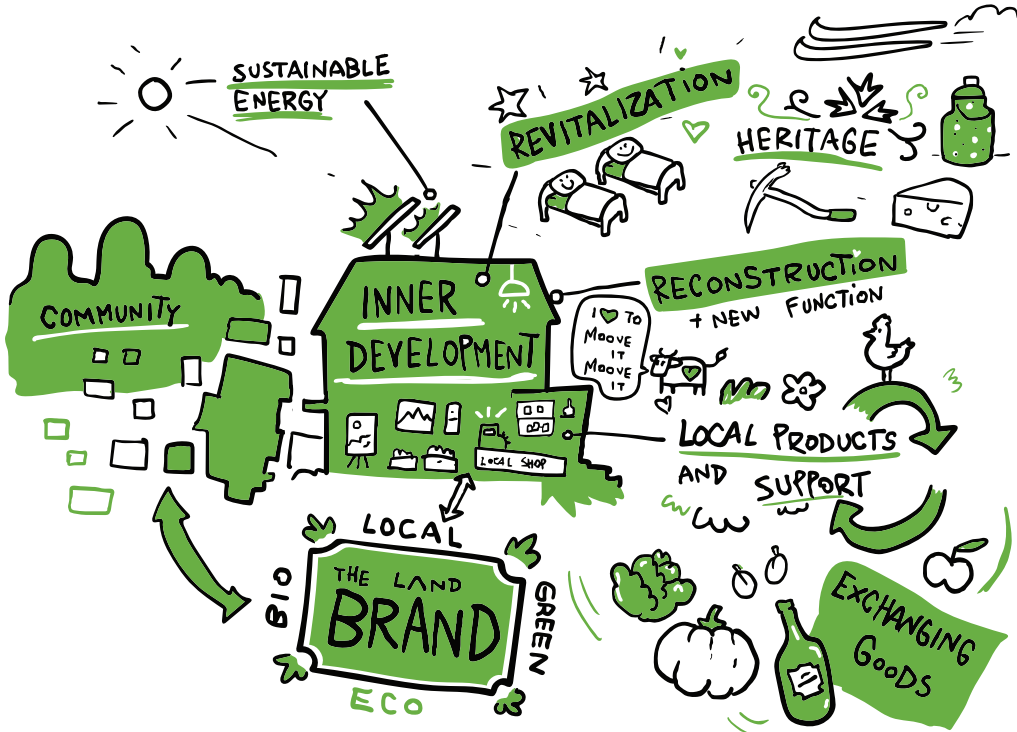 SUSTAINABLE
ENERGY
REVITALIZATION
HERITAGE
COMMUNITY
INNER
DEVELOPMENT
RECONSTRUCTION
+ NEW FUNCTION
I ♥ TO
MOOVE
IT
MOOVE
IT
LOCAL SHOP
LOCAL PRODUCTS
AND
SUPPORT
LOCAL
BIO
THE LAND
BRAND
GREEN
ECO
EXCHANGING
GOODS